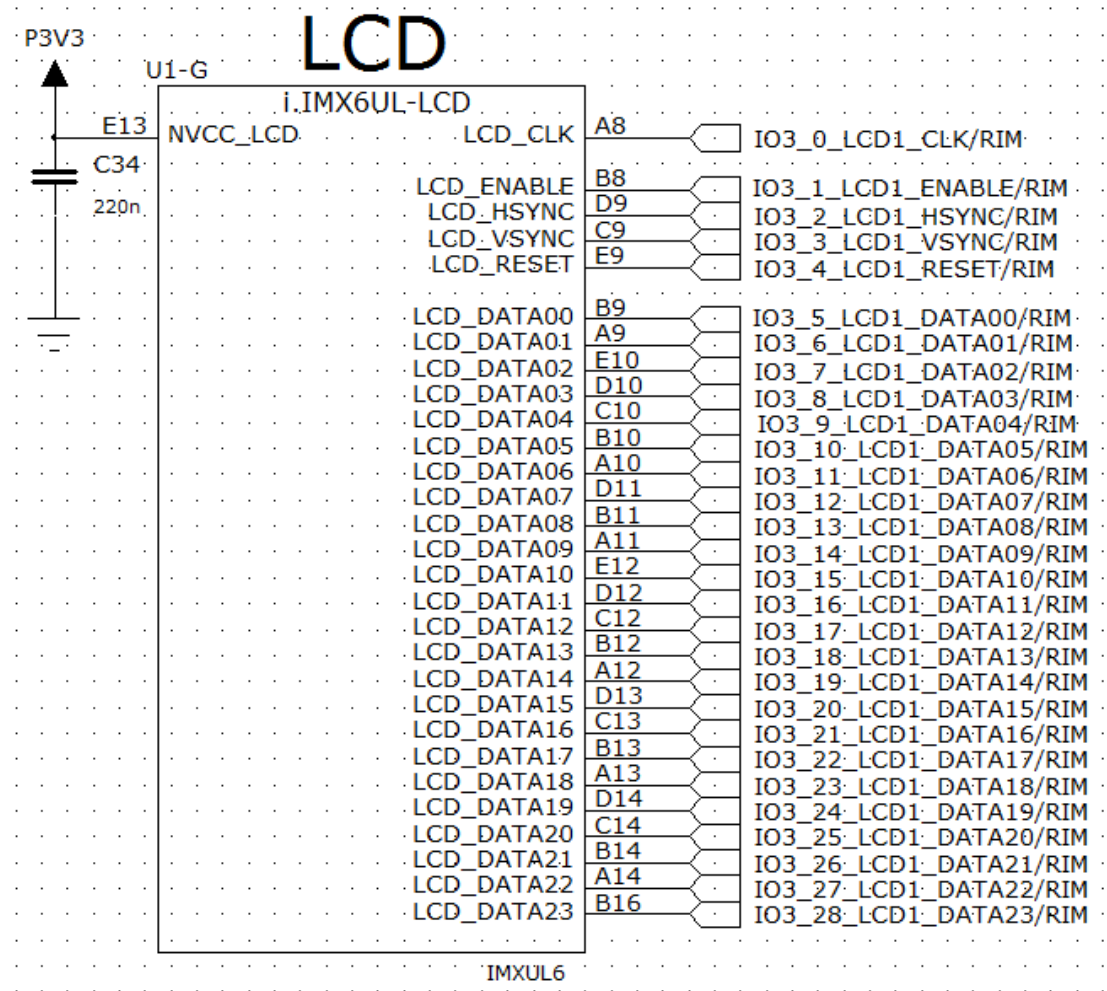 LCD
P3V3
U1-G
i.IMX6UL-LCD
E13 NVCC_LCD LCD_CLK A8 IO3_0_LCD1_CLK/RIM
C34
220n
LCD_ENABLE B8 IO3_1_LCD1_ENABLE/RIM
LCD_HSYNC D9 IO3_2_LCD1_HSYNC/RIM
LCD_VSYNC C9 IO3_3_LCD1_VSYNC/RIM
LCD_RESET E9 IO3_4_LCD1_RESET/RIM
LCD_DATA00 B9 IO3_5_LCD1_DATA00/RIM
LCD_DATA01 A9 IO3_6_LCD1_DATA01/RIM
LCD_DATA02 E10 IO3_7_LCD1_DATA02/RIM
LCD_DATA03 D10 IO3_8_LCD1_DATA03/RIM
LCD_DATA04 C10 IO3_9_LCD1_DATA04/RIM
LCD_DATA05 B10 IO3_10_LCD1_DATA05/RIM
LCD_DATA06 A10 IO3_11_LCD1_DATA06/RIM
LCD_DATA07 D11 IO3_12_LCD1_DATA07/RIM
LCD_DATA08 B11 IO3_13_LCD1_DATA08/RIM
LCD_DATA09 A11 IO3_14_LCD1_DATA09/RIM
LCD_DATA10 E12 IO3_15_LCD1_DATA10/RIM
LCD_DATA11 D12 IO3_16_LCD1_DATA11/RIM
LCD_DATA12 C12 IO3_17_LCD1_DATA12/RIM
LCD_DATA13 B12 IO3_18_LCD1_DATA13/RIM
LCD_DATA14 A12 IO3_19_LCD1_DATA14/RIM
LCD_DATA15 D13 IO3_20_LCD1_DATA15/RIM
LCD_DATA16 C13 IO3_21_LCD1_DATA16/RIM
LCD_DATA17 B13 IO3_22_LCD1_DATA17/RIM
LCD_DATA18 A13 IO3_23_LCD1_DATA18/RIM
LCD_DATA19 D14 IO3_24_LCD1_DATA19/RIM
LCD_DATA20 C14 IO3_25_LCD1_DATA20/RIM
LCD_DATA21 B14 IO3_26_LCD1_DATA21/RIM
LCD_DATA22 A14 IO3_27_LCD1_DATA22/RIM
LCD_DATA23 B16 IO3_28_LCD1_DATA23/RIM
IMXUL6